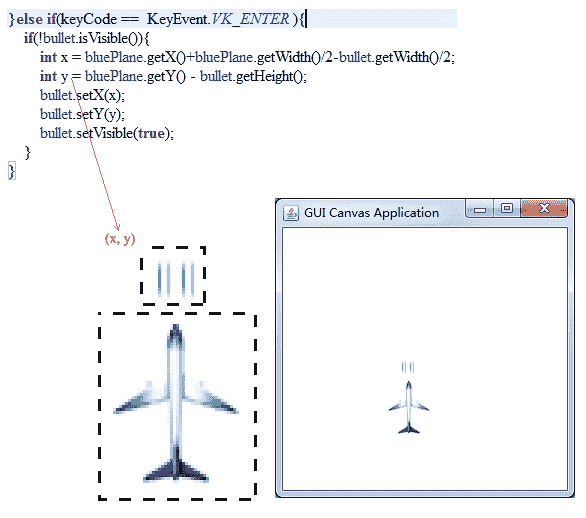 }else if(keyCode == KeyEvent.VK_ENTER ){
if(!bullet.isVisible()){
int x = bluePlane.getX()+bluePlane.getWidth()/2-bullet.getWidth()/2;
int y = bluePlane.getY() - bullet.getHeight();
bullet.setX(x);
bullet.setY(y);
bullet.setVisible(true);
}
}
(x, y)
GUI Canvas Application